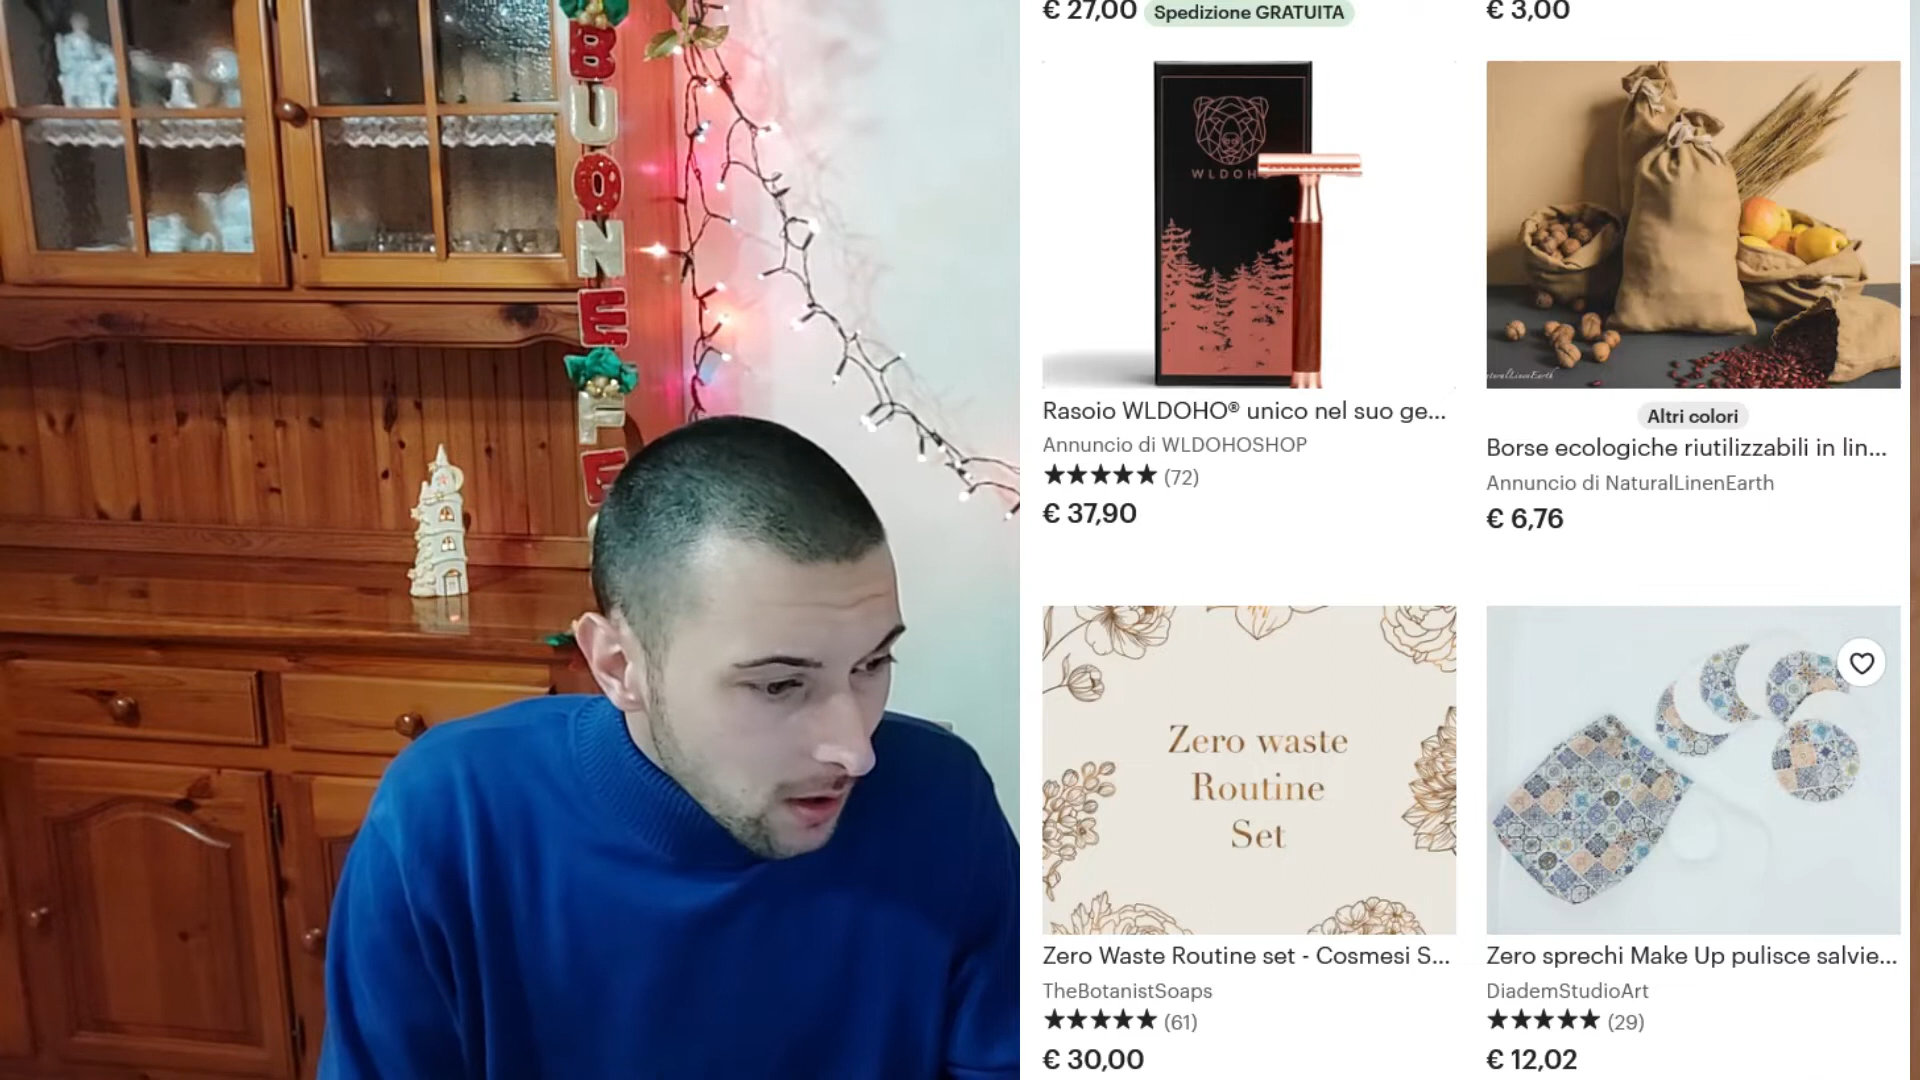 BUONE FE
€ 27,00 Spedizione GRATUITA
€ 3,00
WLDOH
Rasoio WLDOHO® unico nel suo ge...
Annuncio di WLDOHOSHOP
★★★★★ (72)
€ 37,90
NaturalLinenEarth
Altri colori
Borse ecologiche riutilizzabili in lin...
Annuncio di NaturalLinenEarth
€ 6,76
Zero waste
Routine
Set
Zero Waste Routine set - Cosmesi S...
TheBotanistSoaps
★★★★★ (61)
€ 30,00
Zero sprechi Make Up pulisce salvie...
DiademStudioArt
★★★★★ (29)
€ 12,02